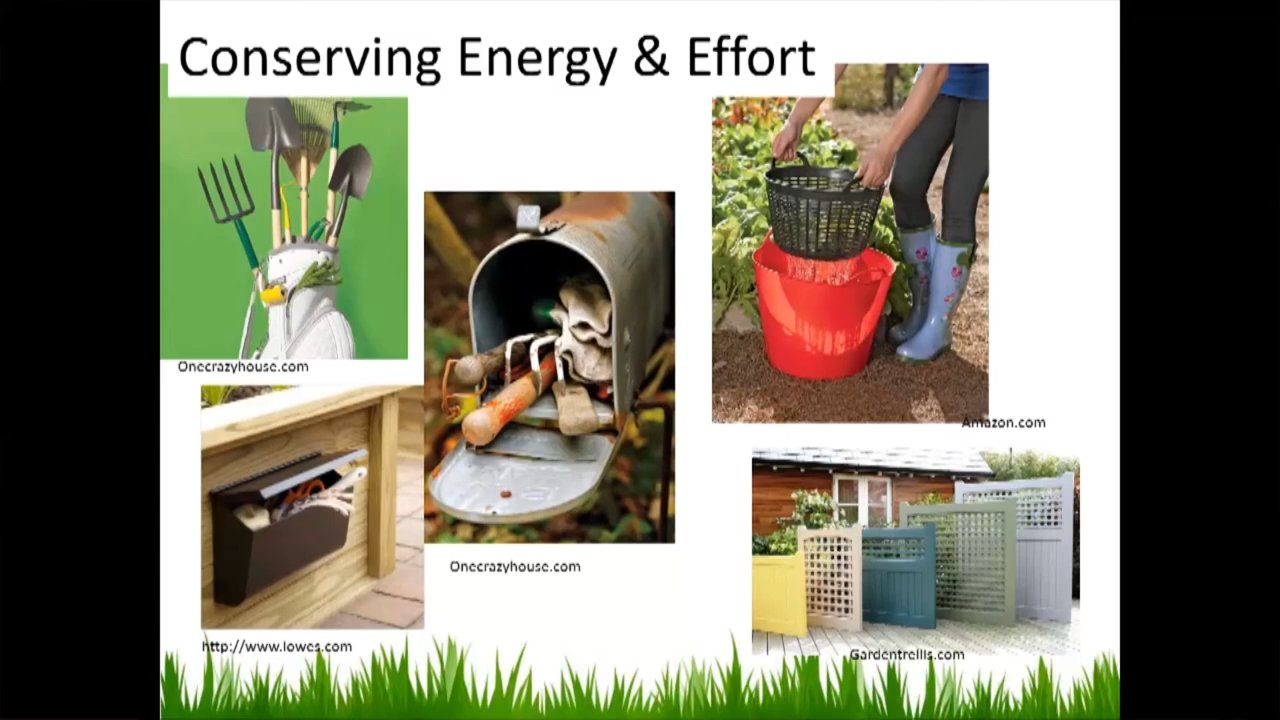 Conserving Energy & Effort
Onecrazyhouse.com
Amazon.com
Onecrazyhouse.com
http://www.lowes.com
Gardentrellis.com